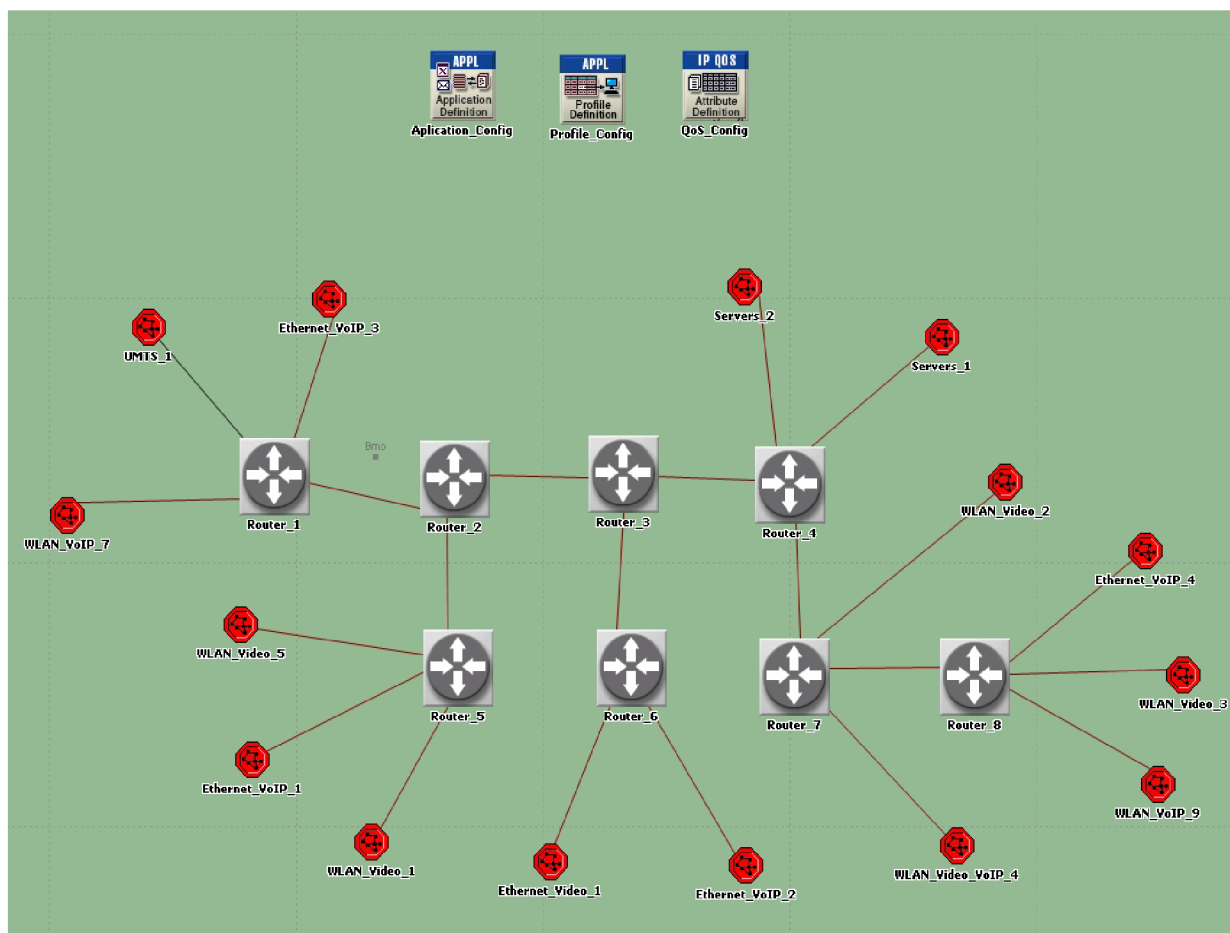 APPL
Application
Definition
Aplication_Config
APPL
Profile
Definition
Profile_Config
IP QOS
Attribute
Definition
QoS_Config
Servers_2
Ethernet_VoIP_3
UMTS_1
Servers_1
Brno
Router_1
Router_2
Router_3
Router_4
WLAN_Video_2
WLAN_VoIP_7
Ethernet_VoIP_4
WLAN_Video_5
Router_5
Router_6
Router_7
Router_8
WLAN_Video_3
Ethernet_VoIP_1
WLAN_VoIP_9
WLAN_Video_1
Ethernet_Video_1
Ethernet_VoIP_2
WLAN_Video_VoIP_4